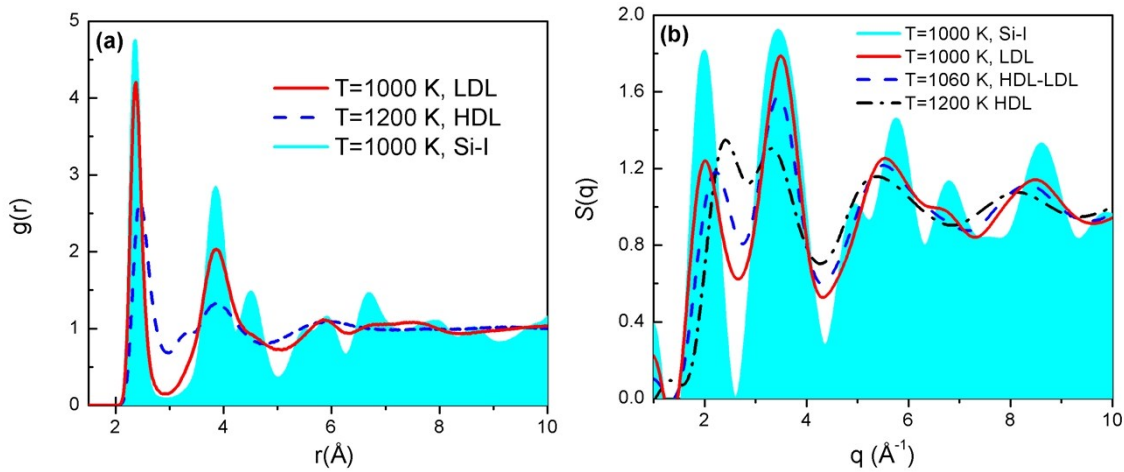 (a)
T=1000 K, LDL
T=1200 K, HDL
T=1000 K, Si-I
g(r)
5
4
3
2
1
0
2
4
6
8
10
r(Å)
(b)
T=1000 K, Si-I
T=1000 K, LDL
T=1060 K, HDL-LDL
T=1200 K HDL
S(q)
2.0
1.6
1.2
0.8
0.4
0.0
2
4
6
8
10
q (Å⁻¹)